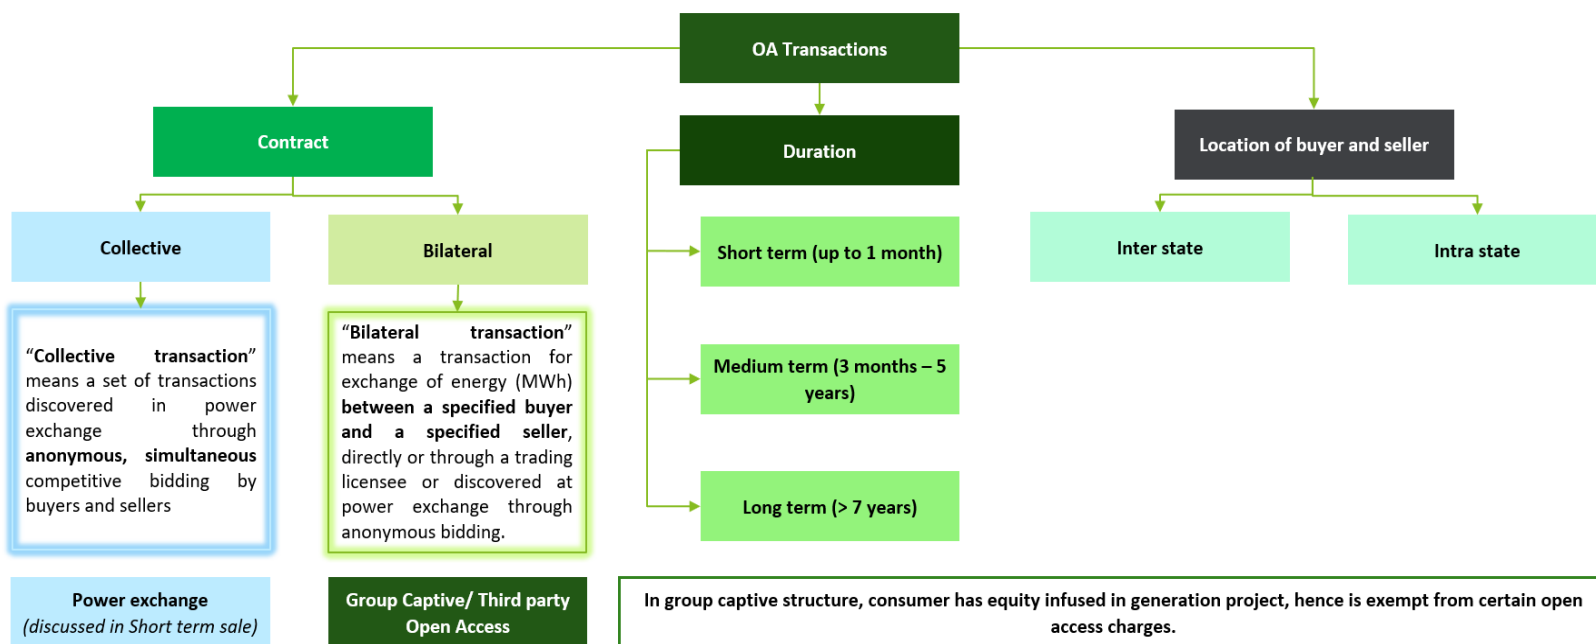 OA Transactions
Contract
Duration
Location of buyer and seller
Collective
Bilateral
Inter state
Intra state
Short term (up to 1 month)
Medium term (3 months – 5
years)
Long term (> 7 years)
“Collective transaction”
means a set of transactions
discovered in power
exchange through
anonymous, simultaneous
competitive bidding by
buyers and sellers
“Bilateral transaction”
means a transaction for
exchange of energy (MWh)
between a specified buyer
and a specified seller,
directly or through a trading
licensee or discovered at
power exchange through
anonymous bidding.
Power exchange
(discussed in Short term sale)
Group Captive/ Third party
Open Access
In group captive structure, consumer has equity infused in generation project, hence is exempt from certain open
access charges.